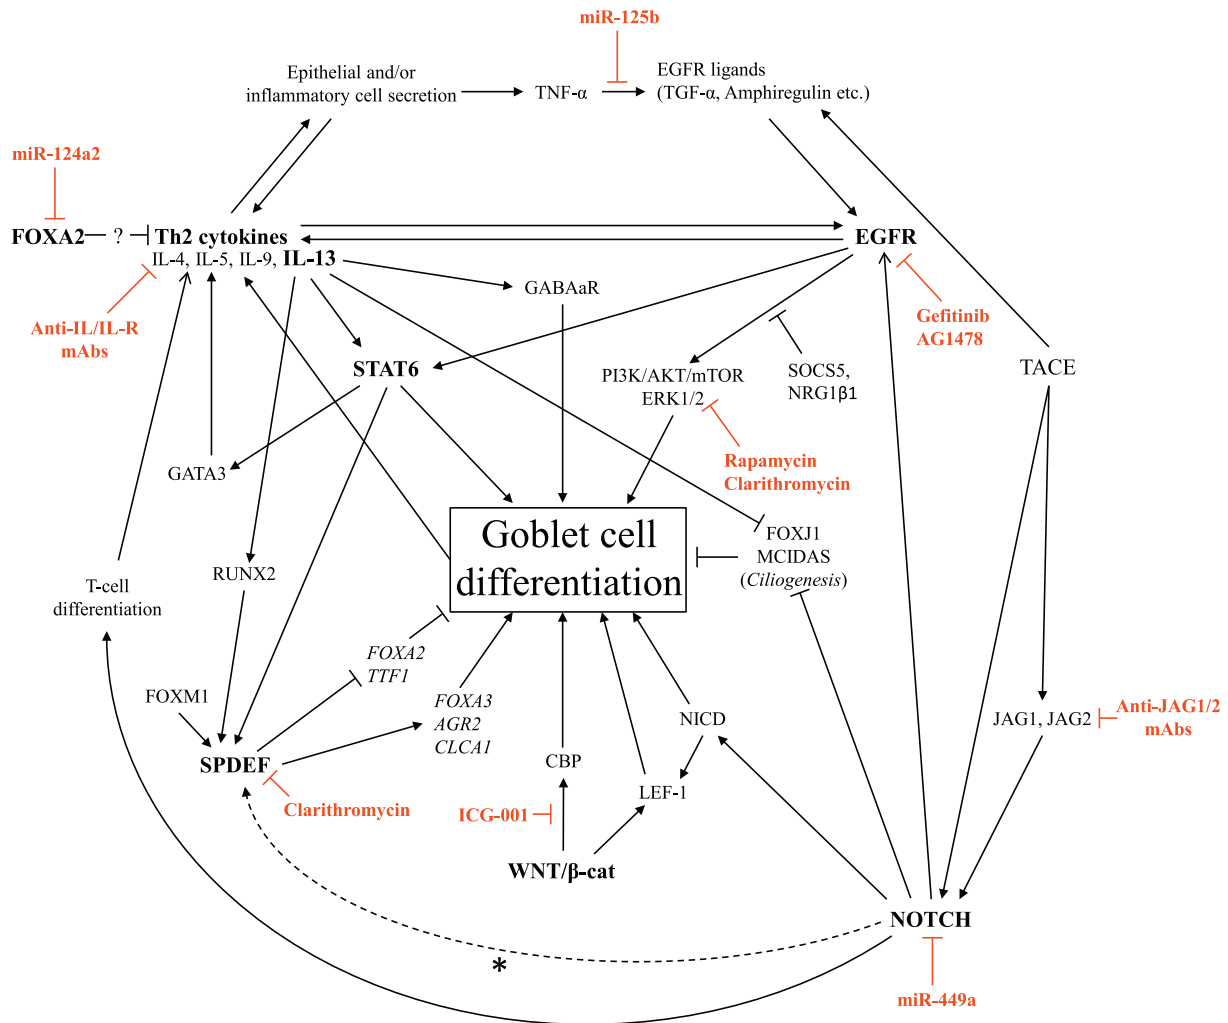 miR-125b
Epithelial and/or
inflammatory cell secretion
TNF-α
EGFR ligands
(TGF-α, Amphiregulin etc.)
miR-124a2
FOXA2
?
Th2 cytokines
IL-4, IL-5, IL-9, IL-13
EGFR
Anti-IL/IL-R
mAbs
GABAaR
Gefitinib
AG1478
STAT6
PI3K/AKT/mTOR
ERK1/2
SOCS5,
NRG1β1
TACE
GATA3
Rapamycin
Clarithromycin
Goblet cell
differentiation
FOXJ1
MCIDAS
(Ciliogenesis)
T-cell
differentiation
RUNX2
FOXA2
TTF1
FOXM1
FOXA3
AGR2
CLCA1
NICD
JAG1, JAG2
Anti-JAG1/2
mAbs
SPDEF
CBP
LEF-1
Clarithromycin
ICG-001
WNT/β-cat
NOTCH
*
miR-449a